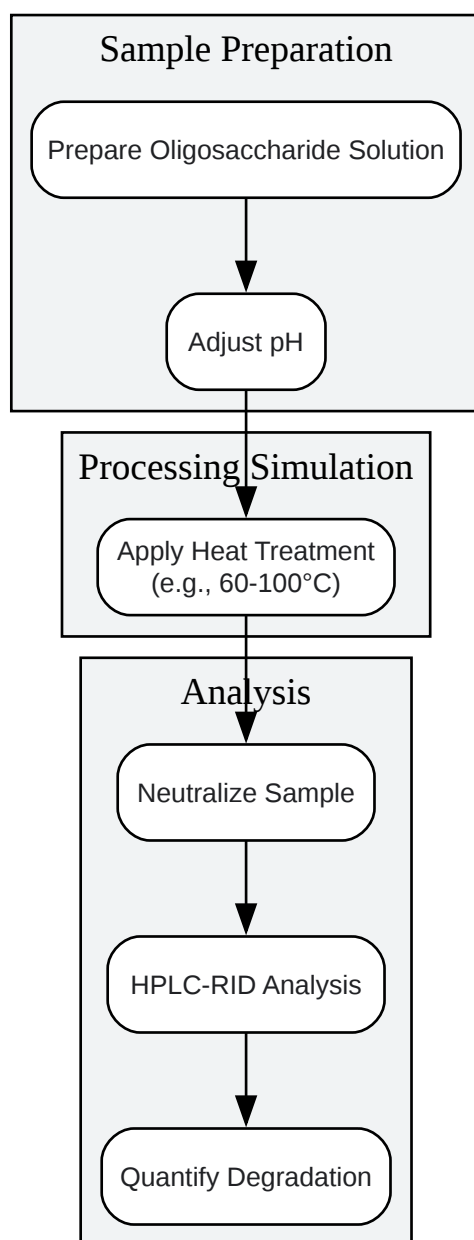 Sample Preparation
Prepare Oligosaccharide Solution
Adjust pH
Processing Simulation
Apply Heat Treatment
(e.g., 60-100°C)
Analysis
Neutralize Sample
HPLC-RID Analysis
Quantify Degradation